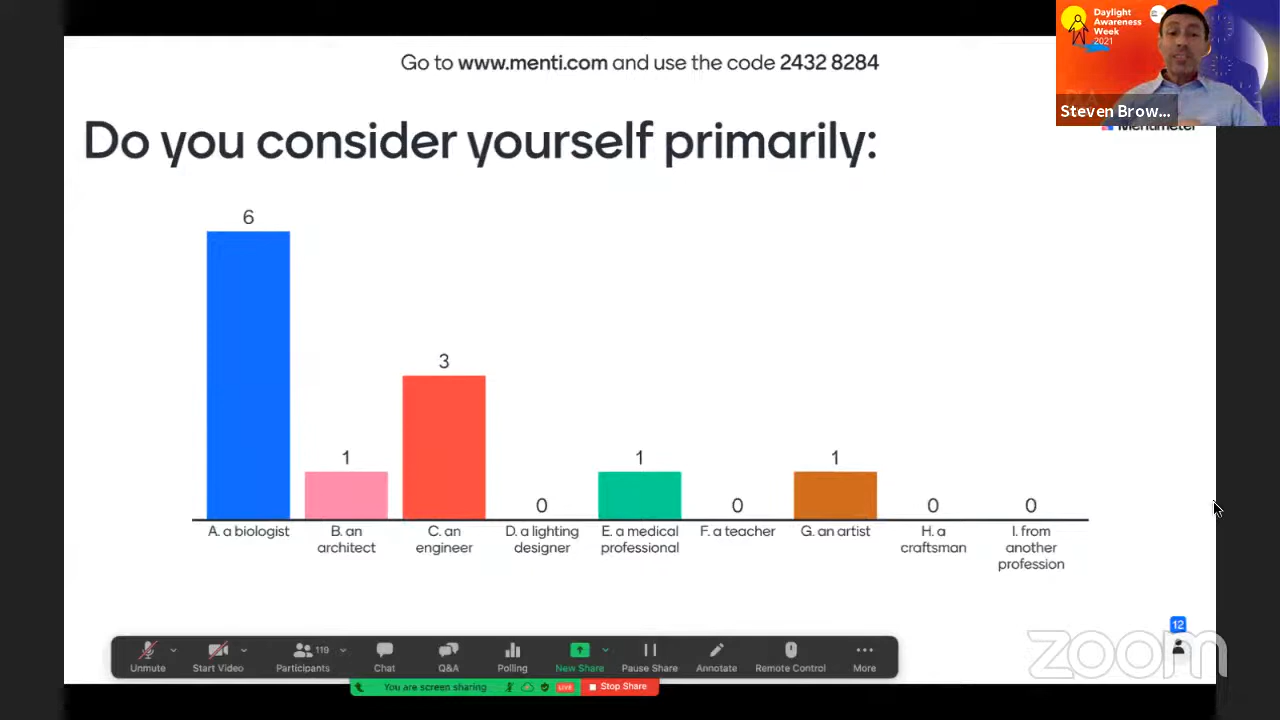 Go to www.menti.com and use the code 2432 8284
Daylight
Awareness
Week
2021
Steven Brow...
Mentimeter
Do you consider yourself primarily:
6
1
3
0
1
0
1
0
0
A. a biologist
B. an
architect
C. an
engineer
D. a lighting
designer
E. a medical
professional
F. a teacher
G. an artist
H. a
craftsman
I. from
another
profession
12
zoom
Unmute
Start Video
119
Participants
Chat
Q&A
Polling
New Share
Pause Share
Annotate
Remote Control
More
You are screen sharing
LIVE
Stop Share